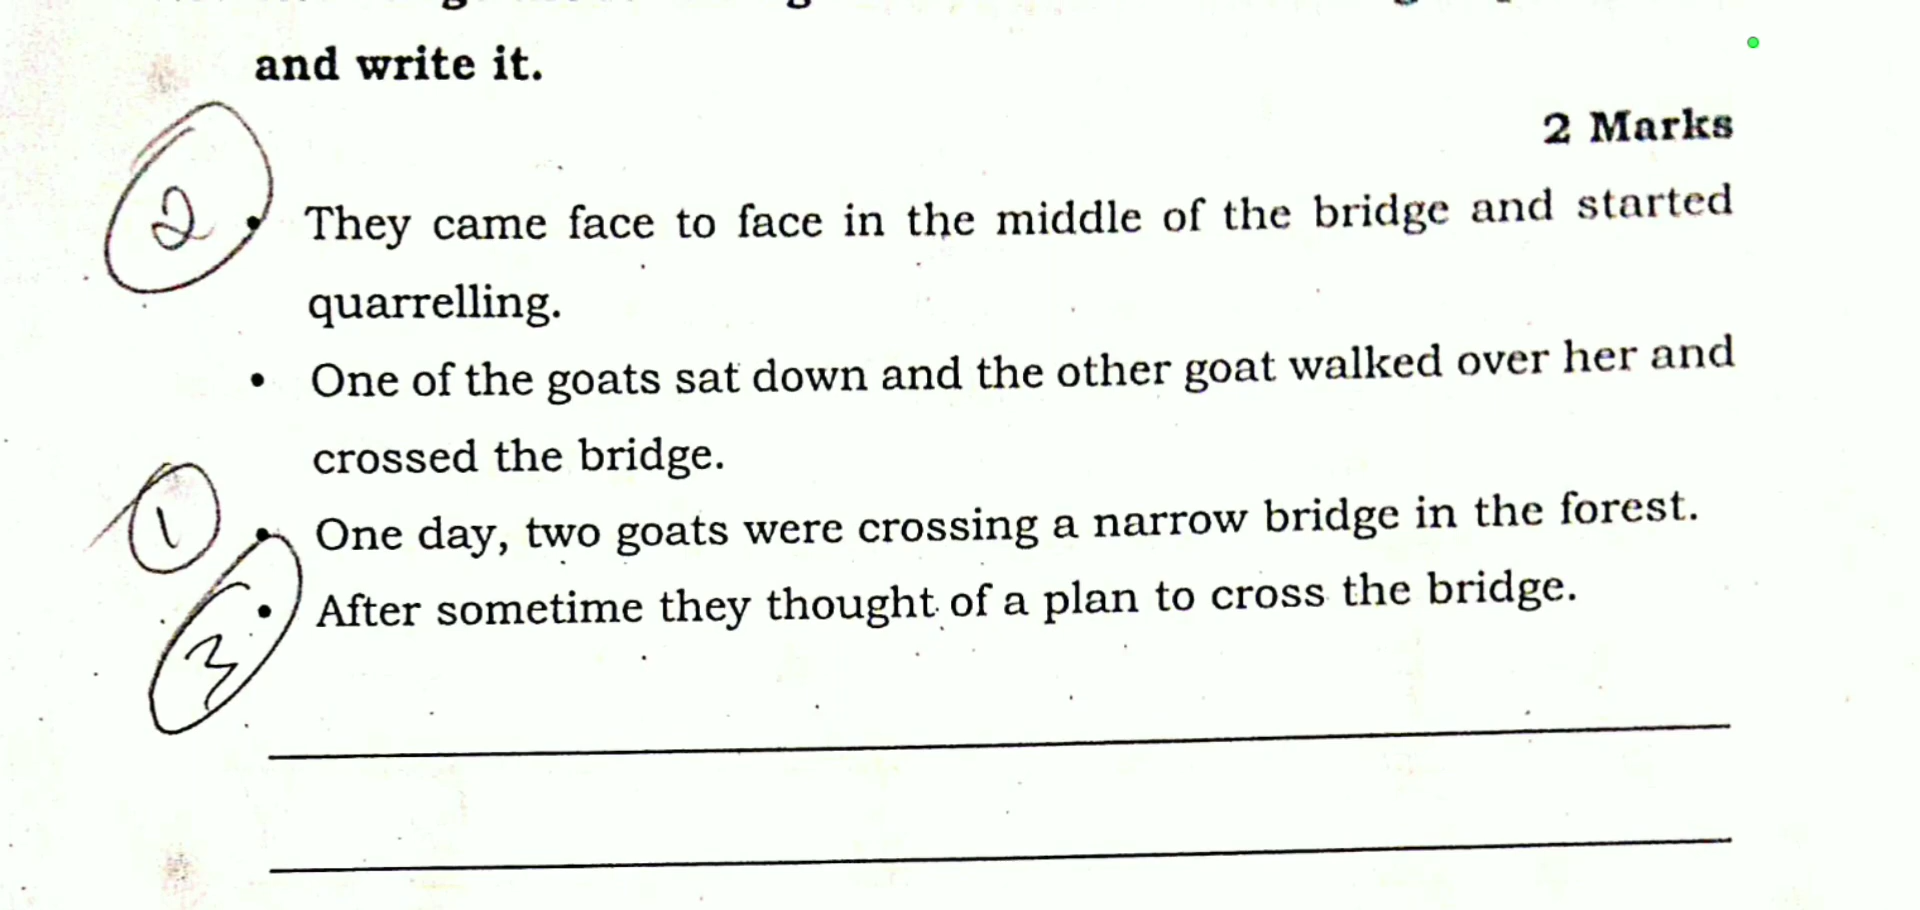 and write it.
2 Marks
2
• They came face to face in the middle of the bridge and started
quarrelling.
• One of the goats sat down and the other goat walked over her and
crossed the bridge.
1 • One day, two goats were crossing a narrow bridge in the forest.
3 • After sometime they thought of a plan to cross the bridge.